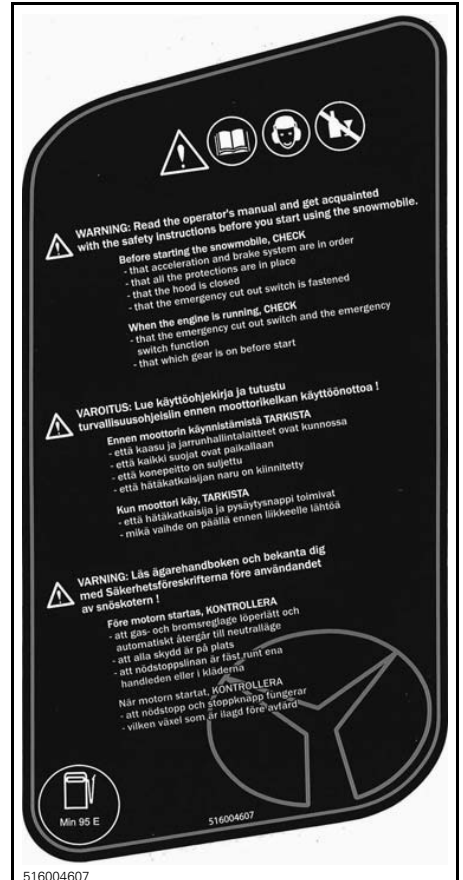 WARNING: Read the operator's manual and get acquainted
with the safety instructions before you start using the snowmobile.
Before starting the snowmobile, CHECK
- that acceleration and brake system are in order
- that all the protections are in place
- that the hood is closed
- that the emergency cut out switch is fastened
When the engine is running, CHECK
- that the emergency cut out switch and the emergency
switch function
- that which gear is on before start
VAROITUS: Lue käyttöohjekirja ja tutustu
turvallisuusohjeisiin ennen moottorikelkan käyttöönottoa !
Ennen moottorin käynnistämistä TARKISTA
- että kaasu ja jarrunhallintalaitteet ovat kunnossa
- että kaikki suojat ovat paikallaan
- että konepeitto on suljettu
- että hätäkatkaisijan naru on kiinnitetty
Kun moottori käy, TARKISTA
- että hätäkatkaisija ja pysäytysnappi toimivat
- mikä vaihde on päällä ennen liikkeelle lähtöä
VARNING: Läs ägarehandboken och bekanta dig
med Säkerhetsföreskrifterna före användandet
av snöskotern !
Före motorn startas, KONTROLLERA
- att gas- och bromsreglage löperlätt och
automatiskt återgår till neutralläge
- att alla skydd är på plats
- att nödstoppslinan är fäst runt ena
handleden eller i kläderna
När motorn startat, KONTROLLERA
- att nödstopp och stoppknapp fungerar
- vilken växel som är ilagd före avfärd
Min 95 E
516004607
516004607